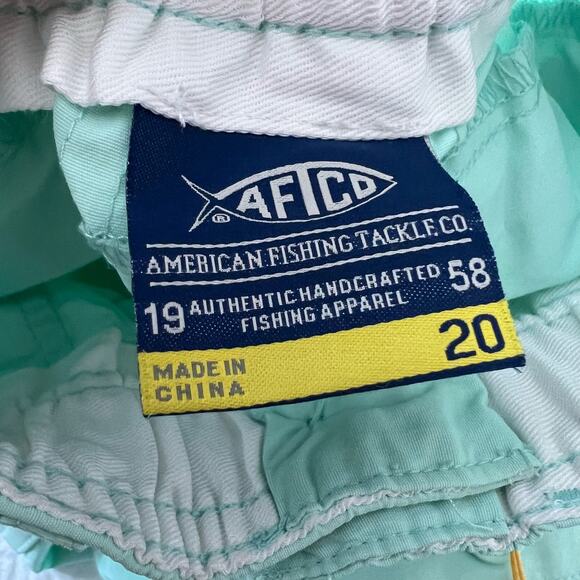 AFTCO
®
AMERICAN FISHING TACKLE CO.
19 AUTHENTIC HANDCRAFTED 58
FISHING APPAREL
20
MADE IN
CHINA